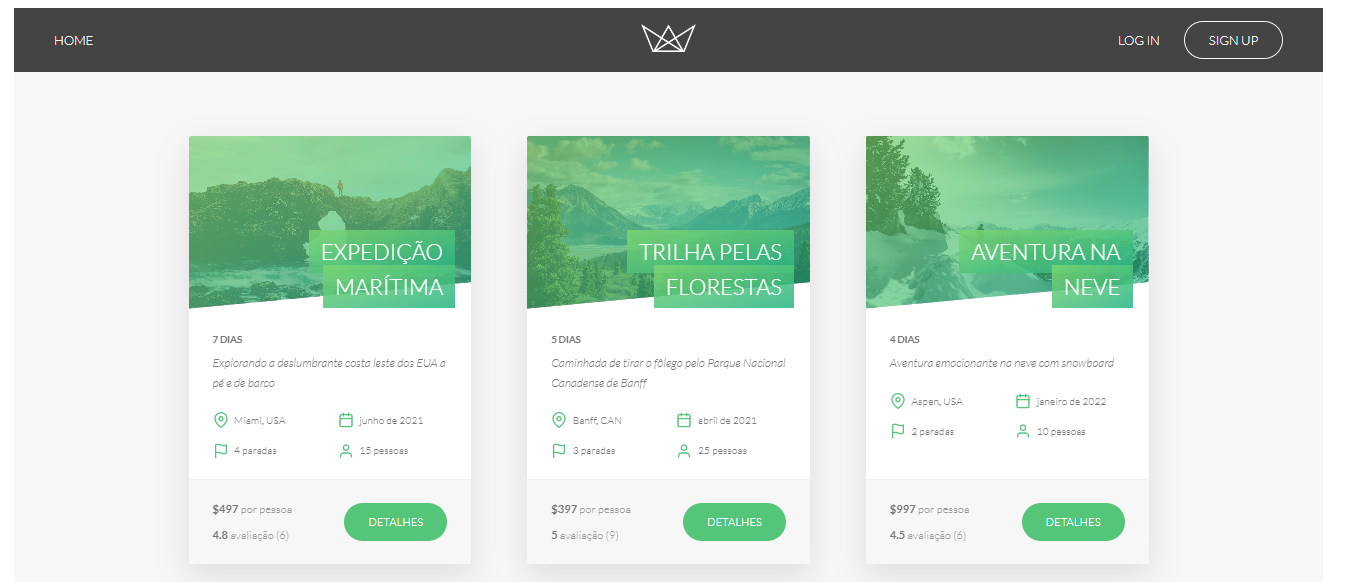 HOME
LOG IN
SIGN UP
EXPEDIÇÃO
MARÍTIMA
7 DIAS
Explorando a deslumbrante costa leste dos EUA a
pé e de barco
Miami, USA
junho de 2021
4 paradas
15 pessoas
$497 por pessoa
4.8 avaliação (6)
DETALHES
TRILHA PELAS
FLORESTAS
5 DIAS
Caminhada de tirar o fôlego pelo Parque Nacional
Canadense de Banff
Banff, CAN
abril de 2021
3 paradas
25 pessoas
$397 por pessoa
5 avaliação (9)
DETALHES
AVENTURA NA
NEVE
4 DIAS
Aventura emocionante na neve com snowboard
Aspen, USA
janeiro de 2022
2 paradas
10 pessoas
$997 por pessoa
4.5 avaliação (6)
DETALHES